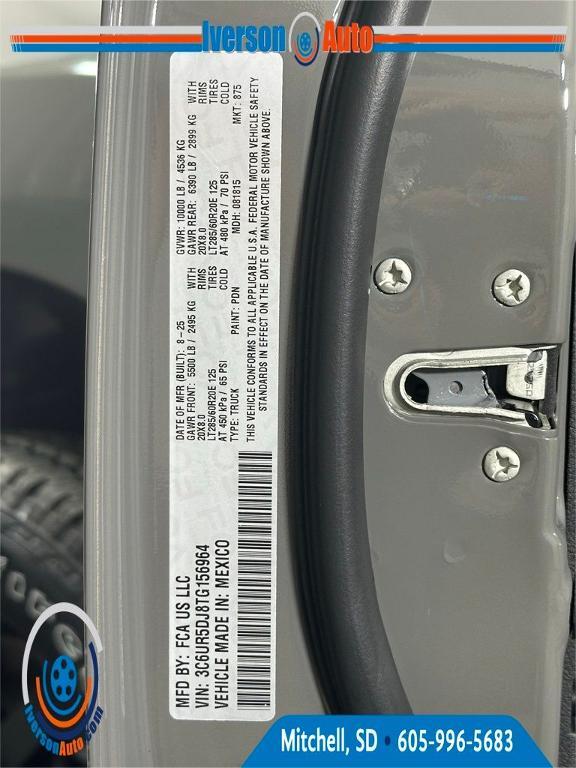 Iverson Auto
MFD BY: FCA US LLC
VIN: 3C6UR5DJ8TG156964
VEHICLE MADE IN: MEXICO
DATE OF MFR (BUILT): 8-25 GVWR: 10000 LB / 4536 KG
GAWR FRONT: 5500 LB / 2495 KG WITH GAWR REAR: 6390 LB / 2899 KG WITH
20X8.0 RIMS 20X8.0 RIMS
LT285/60R20E 125 TIRES LT285/60R20E 125 TIRES
AT 450 kPa / 65 PSI COLD AT 480 kPa / 70 PSI COLD
TYPE: TRUCK PAINT: PDN MDH: 081815 MKT: 875
THIS VEHICLE CONFORMS TO ALL APPLICABLE U.S.A. FEDERAL MOTOR VEHICLE SAFETY
STANDARDS IN EFFECT ON THE DATE OF MANUFACTURE SHOWN ABOVE.
IversonAuto.com
Mitchell, SD • 605-996-5683